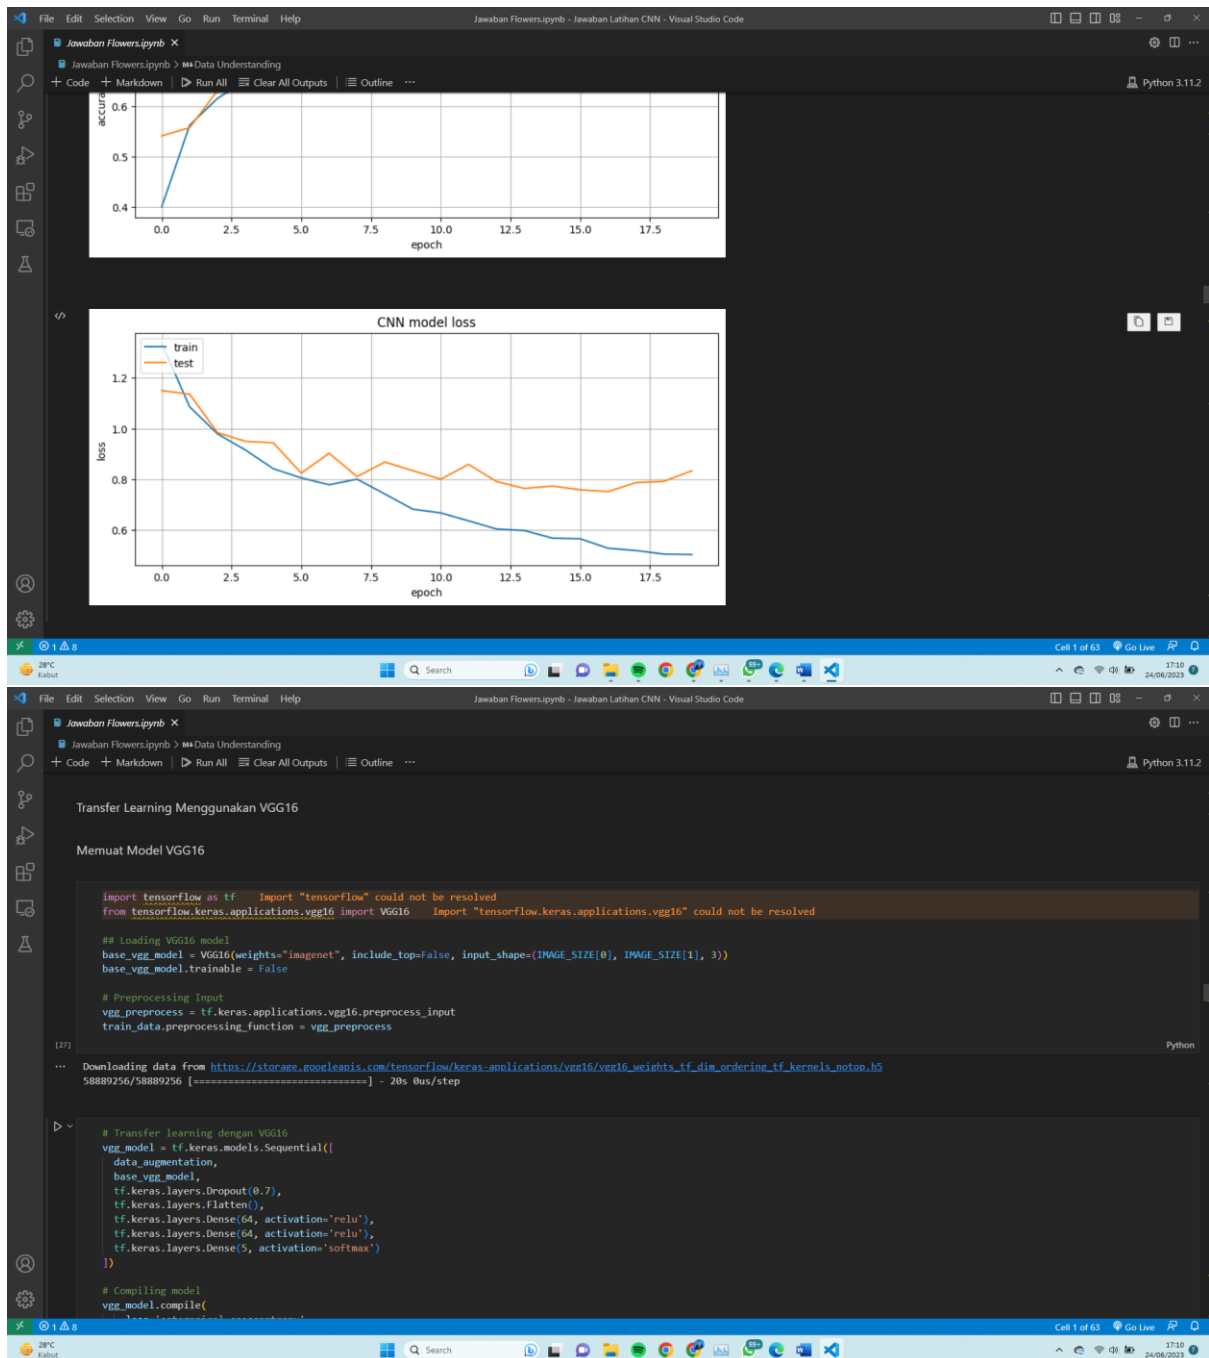 File Edit Selection View Go Run Terminal Help Jawaban Flowers.ipynb - Jawaban Latihan CNN - Visual Studio Code
Jawaban Flowers.ipynb
Jawaban Flowers.ipynb > M↓Data Understanding
+ Code + Markdown Run All Clear All Outputs Outline ... Python 3.11.2
0.6
0.5
0.4
0.0 2.5 5.0 7.5 10.0 12.5 15.0 17.5
epoch
CNN model loss
train
test
1.2
1.0
loss
0.8
0.6
0.0 2.5 5.0 7.5 10.0 12.5 15.0 17.5
epoch
1 8 Cell 1 of 63 Go Live
28°C
Kabut
Search
99+
17:10
24/06/2023
File Edit Selection View Go Run Terminal Help Jawaban Flowers.ipynb - Jawaban Latihan CNN - Visual Studio Code
Jawaban Flowers.ipynb
Jawaban Flowers.ipynb > M↓Data Understanding
+ Code + Markdown Run All Clear All Outputs Outline ... Python 3.11.2
Transfer Learning Menggunakan VGG16
Memuat Model VGG16
import tensorflow as tf Import "tensorflow" could not be resolved
from tensorflow.keras.applications.vgg16 import VGG16 Import "tensorflow.keras.applications.vgg16" could not be resolved
## Loading VGG16 model
base_vgg_model = VGG16(weights="imagenet", include_top=False, input_shape=(IMAGE_SIZE[0], IMAGE_SIZE[1], 3))
base_vgg_model.trainable = False
# Preprocessing Input
vgg_preprocess = tf.keras.applications.vgg16.preprocess_input
train_data.preprocessing_function = vgg_preprocess
[27] Python
... Downloading data from https://storage.googleapis.com/tensorflow/keras-applications/vgg16/vgg16_weights_tf_dim_ordering_tf_kernels_notop.h5
58889256/58889256 [==============================] - 20s 0us/step
# Transfer learning dengan VGG16
vgg_model = tf.keras.models.Sequential([
data_augmentation,
base_vgg_model,
tf.keras.layers.Dropout(0.7),
tf.keras.layers.Flatten(),
tf.keras.layers.Dense(64, activation='relu'),
tf.keras.layers.Dense(64, activation='relu'),
tf.keras.layers.Dense(5, activation='softmax')
])
# Compiling model
vgg_model.compile(
1 8 Cell 1 of 63 Go Live
28°C
Kabut
Search
99+
17:10
24/06/2023